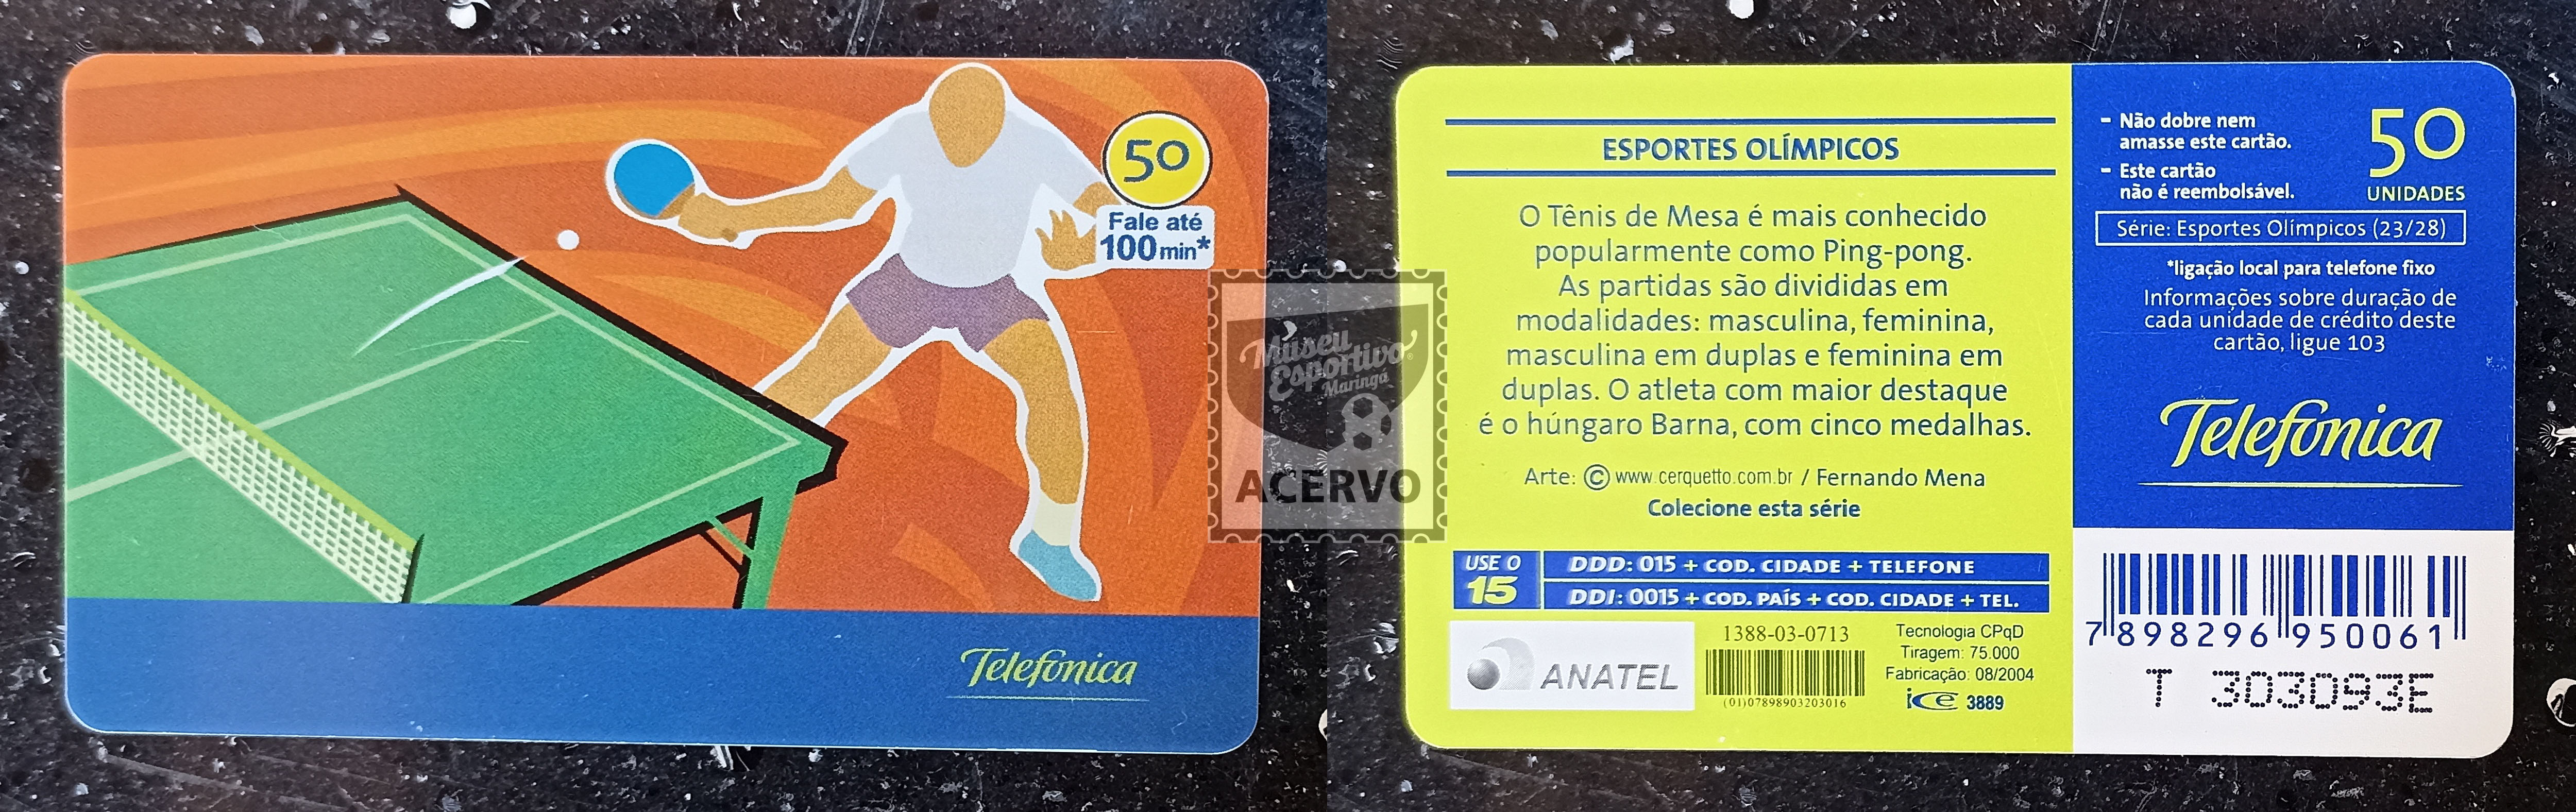 50
Fale até
100min*
Telefónica
Museu
Esportivo
Maringá
ACERVO
ESPORTES OLÍMPICOS
O Tênis de Mesa é mais conhecido
popularmente como Ping-pong.
As partidas são divididas em
modalidades: masculina, feminina,
masculina em duplas e feminina em
duplas. O atleta com maior destaque
é o húngaro Barna, com cinco medalhas.
Arte: © www.cerquetto.com.br / Fernando Mena
Colecione esta série
USE O
15
DDD: 015 + COD. CIDADE + TELEFONE
DDI: 0015 + COD. PAÍS + COD. CIDADE + TEL.
ANATEL
1388-03-0713
(01)07898903203016
Tecnologia CPqD
Tiragem: 75.000
Fabricação: 08/2004
ice 3889
- Não dobre nem
amasse este cartão.
- Este cartão
não é reembolsável.
50
UNIDADES
Série: Esportes Olímpicos (23/28)
*ligação local para telefone fixo
Informações sobre duração de
cada unidade de crédito deste
cartão, ligue 103
Telefónica
7 898296 950061
T 303093E